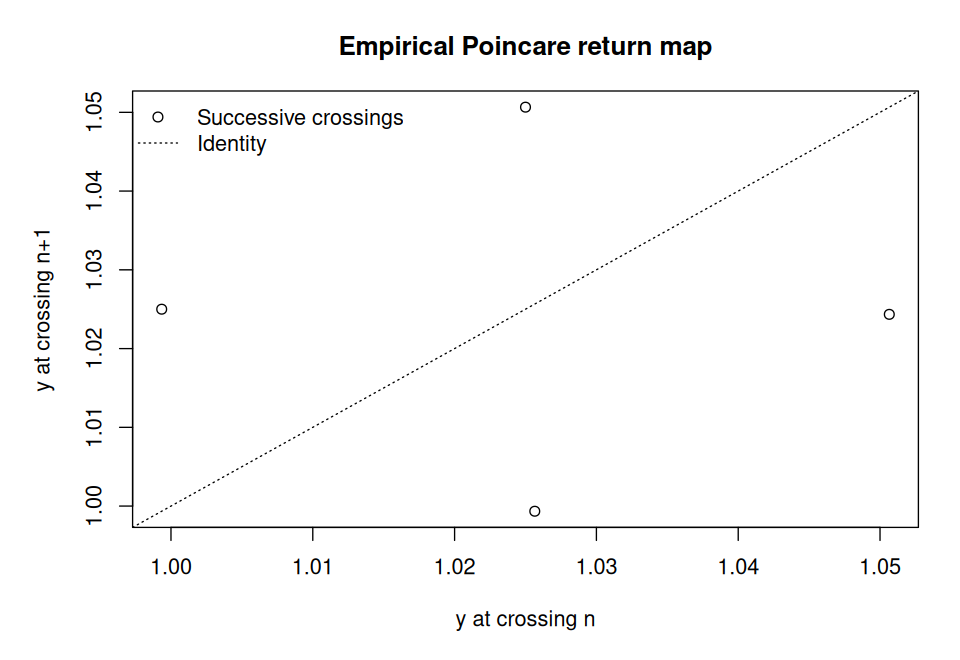 Empirical Poincare return map
Successive crossings
Identity
y at crossing n+1
1.05
1.04
1.03
1.02
1.01
1.00
1.00 1.01 1.02 1.03 1.04 1.05
y at crossing n